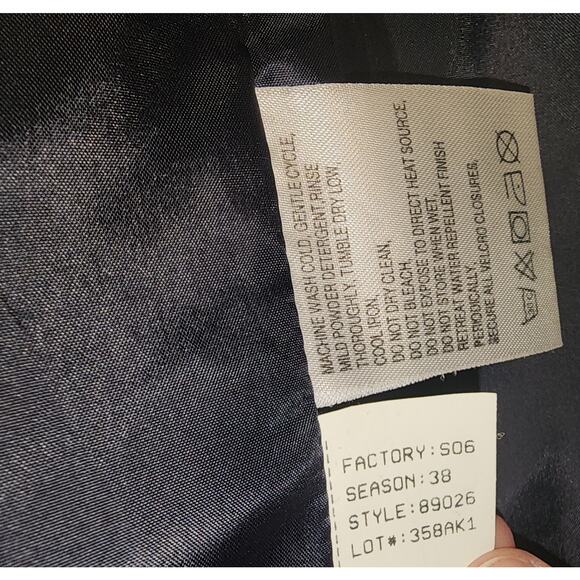 MACHINE WASH COLD, GENTLE CYCLE,
MILD POWDER DETERGENT, RINSE
THOROUGHLY, TUMBLE DRY LOW,
COOL IRON.
DO NOT DRY CLEAN,
DO NOT BLEACH.
DO NOT EXPOSE TO DIRECT HEAT SOURCE,
DO NOT STORE WHEN WET,
RETREAT WATER REPELLENT FINISH
PERIODICALLY.
SECURE ALL VELCRO CLOSURES.
30°C
FACTORY:S06
SEASON:38
STYLE:89026
LOT#:358AK1